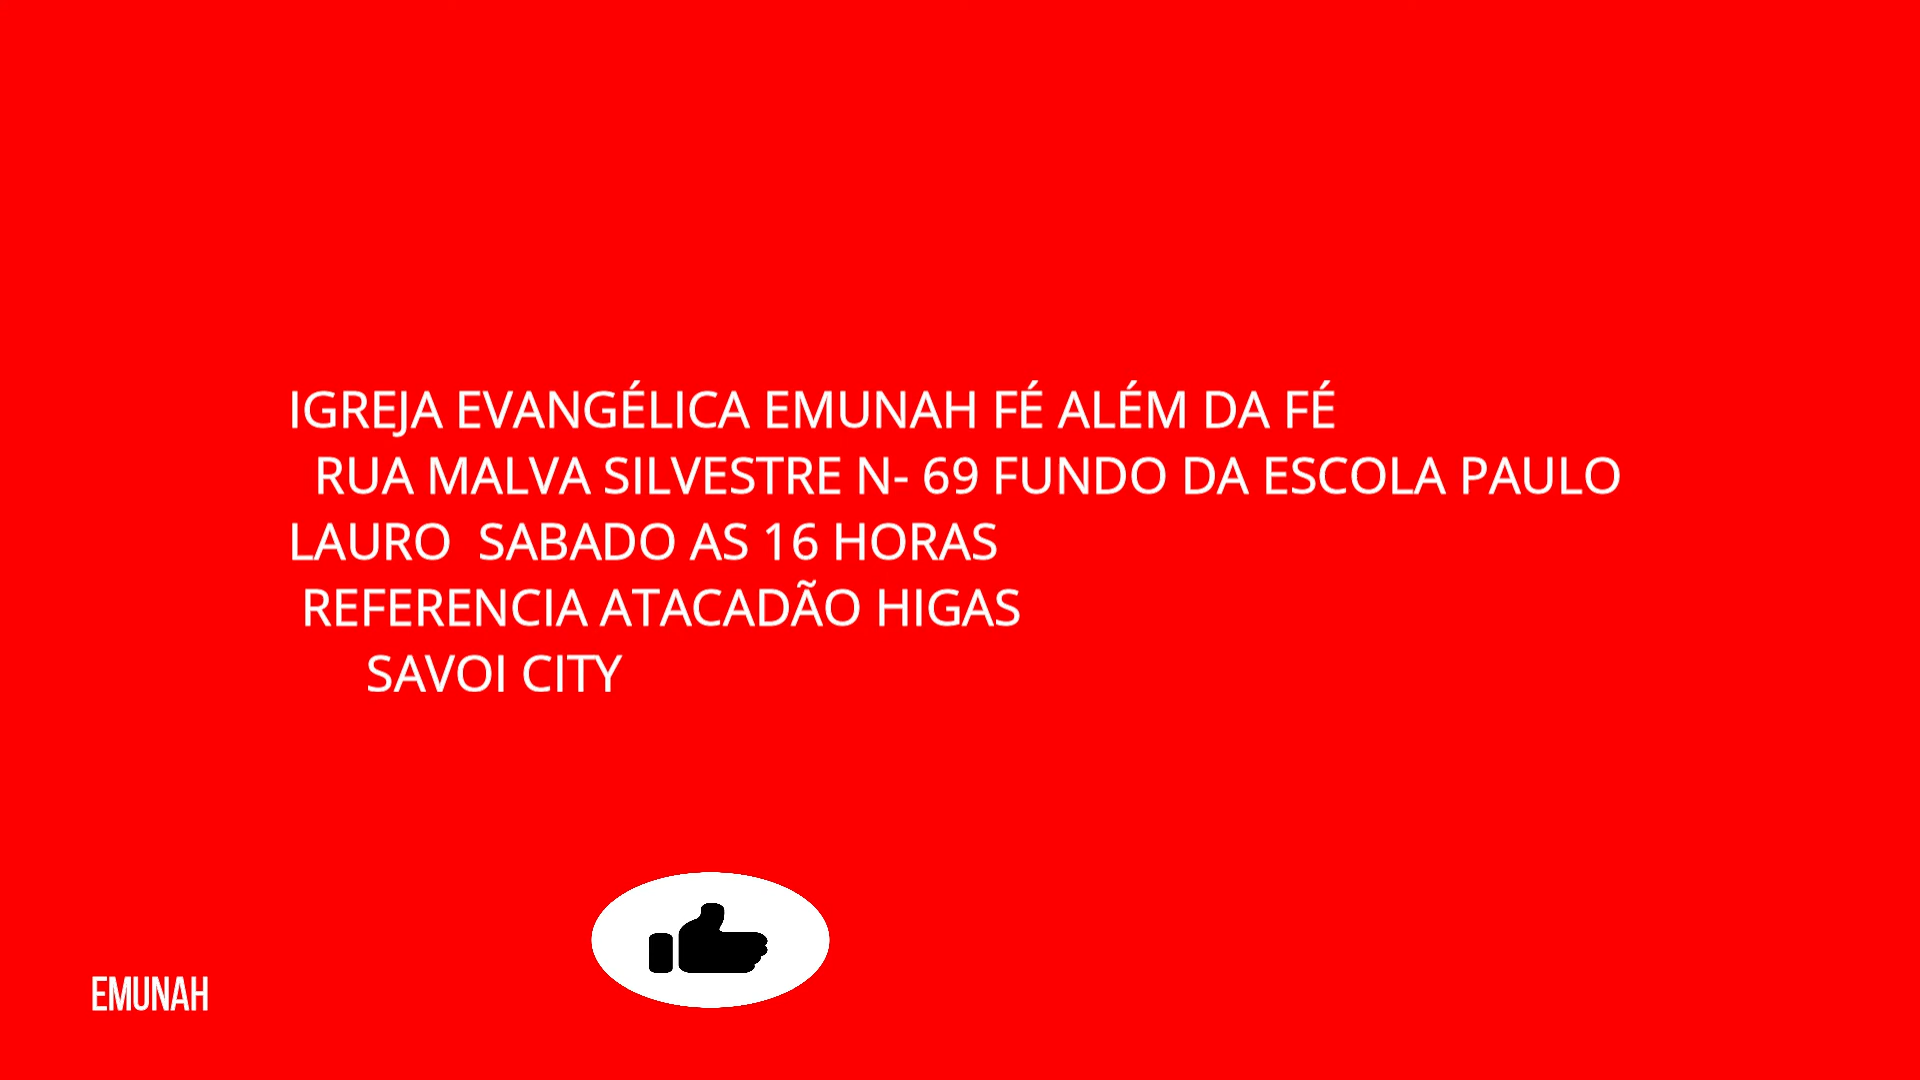 IGREJA EVANGÉLICA EMUNAH FÉ ALÉM DA FÉ
RUA MALVA SILVESTRE N- 69 FUNDO DA ESCOLA PAULO
LAURO  SABADO AS 16 HORAS
REFERENCIA ATACADÃO HIGAS
SAVOI CITY
EMUNAH